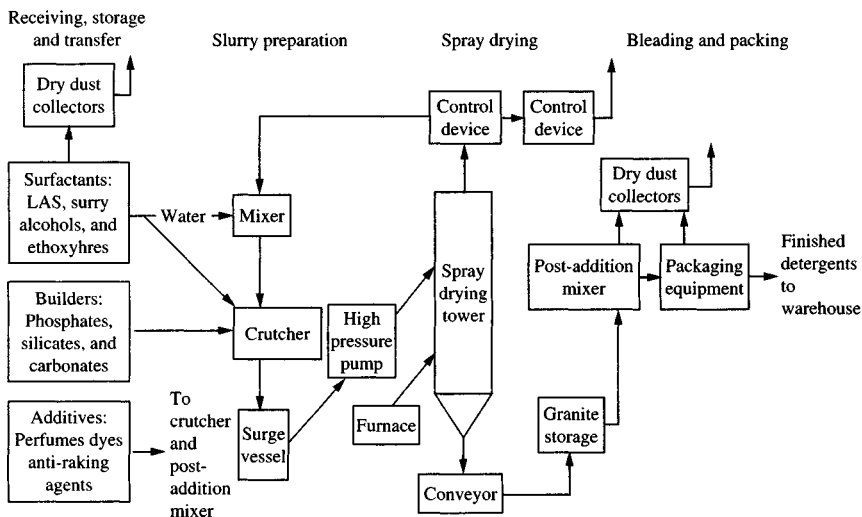 Receiving, storage
and transfer
Slurry preparation
Spray drying
Bleading and packing
Dry dust
collectors
Control
device
Control
device
Surfactants:
LAS, surry
alcohols, and
ethoxyhres
Water
Mixer
Dry dust
collectors
Spray
drying
tower
Post-addition
mixer
Packaging
equipment
Finished
detergents
to
warehouse
Builders:
Phosphates,
silicates, and
carbonates
Crutcher
High
pressure
pump
Additives:
Perfumes dyes
anti-raking
agents
To
crutcher
and
post-
addition
mixer
Surge
vessel
Furnace
Granite
storage
Conveyor